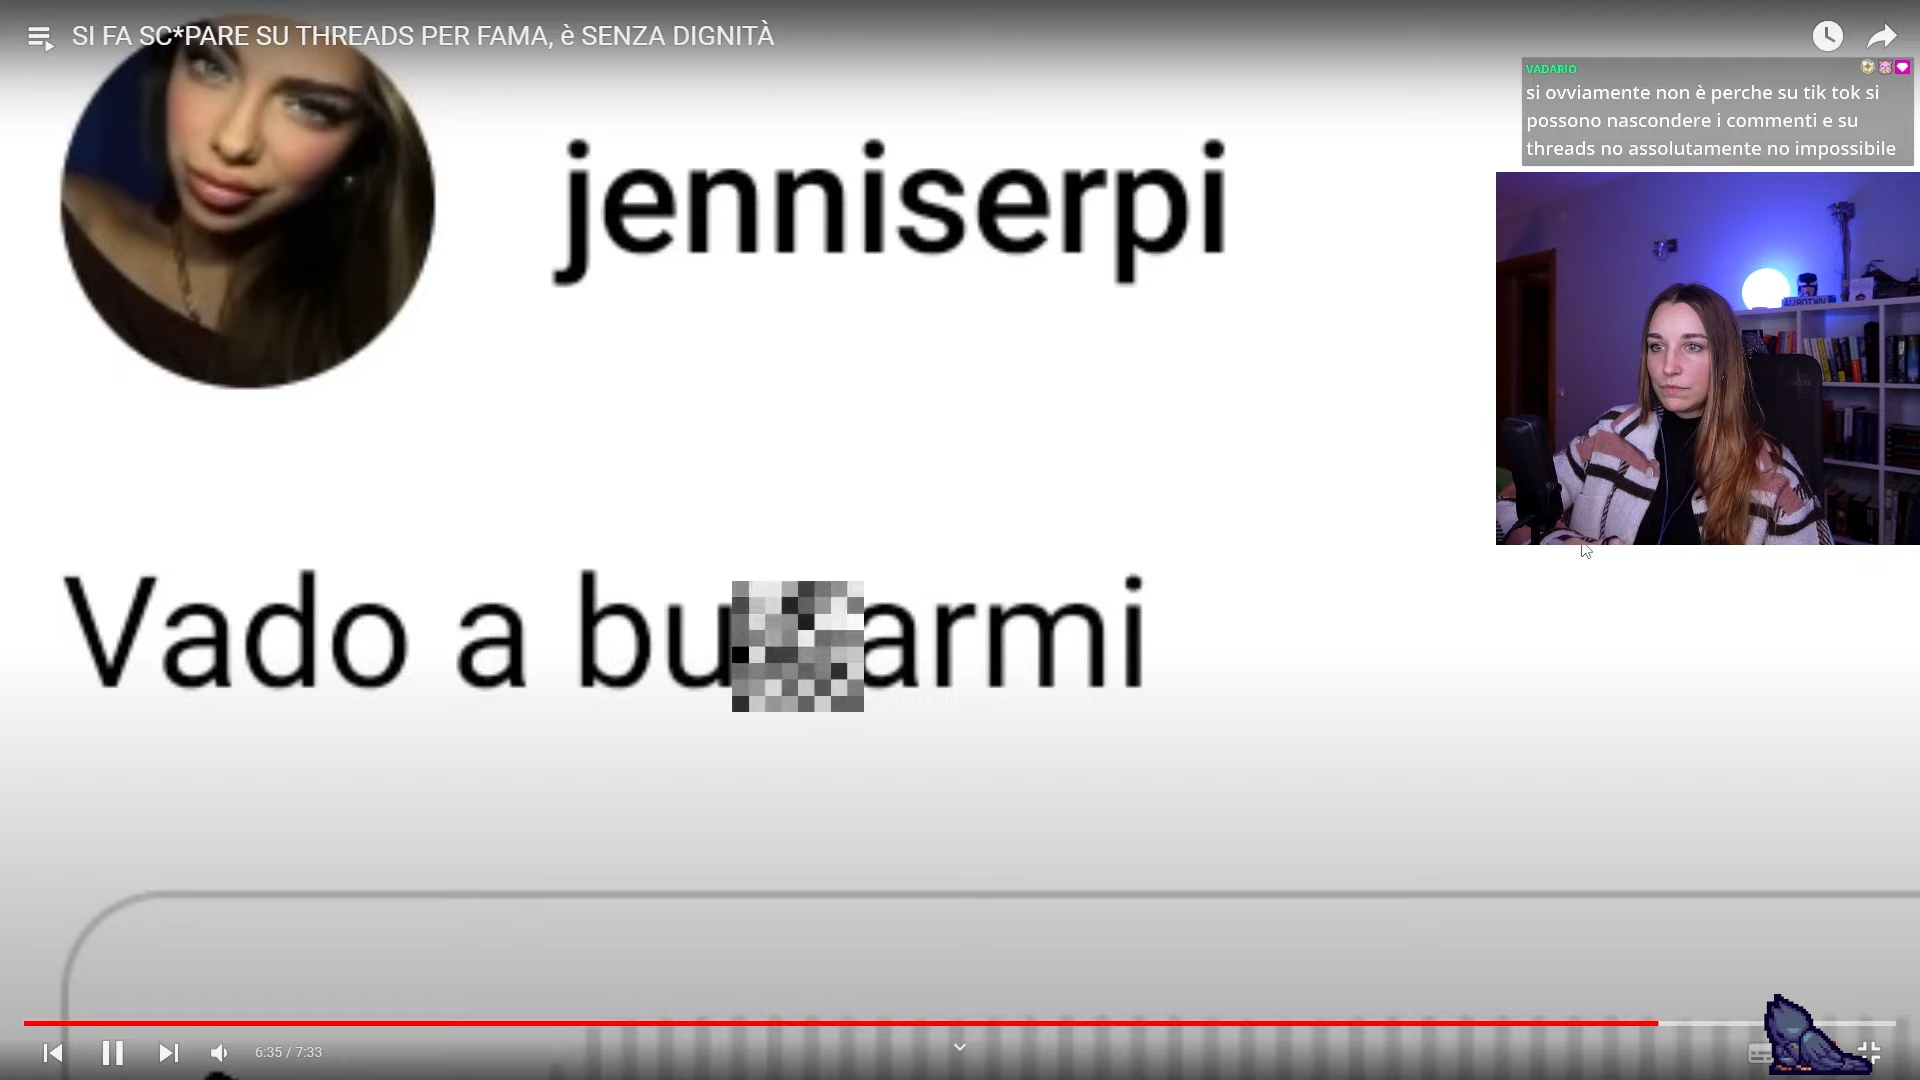 SI FA SC*PARE SU THREADS PER FAMA, è SENZA DIGNITÀ
VADARIO
si ovviamente non è perche su tik tok si
possono nascondere i commenti e su
threads no assolutamente no impossibile
jenniserpi
Vado a bu armi
6:35 / 7:33